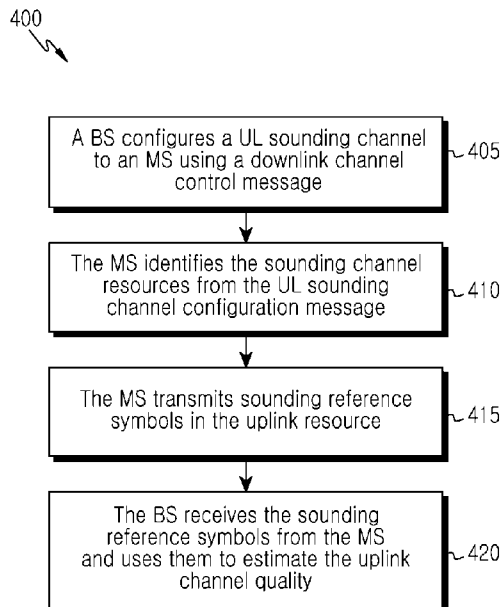 400
A BS configures a UL sounding channel
to an MS using a downlink channel
control message
405
The MS identifies the sounding channel
resources from the UL sounding
channel configuration message
410
The MS transmits sounding reference
symbols in the uplink resource
415
The BS receives the sounding
reference symbols from the MS
and uses them to estimate the uplink
channel quality
420